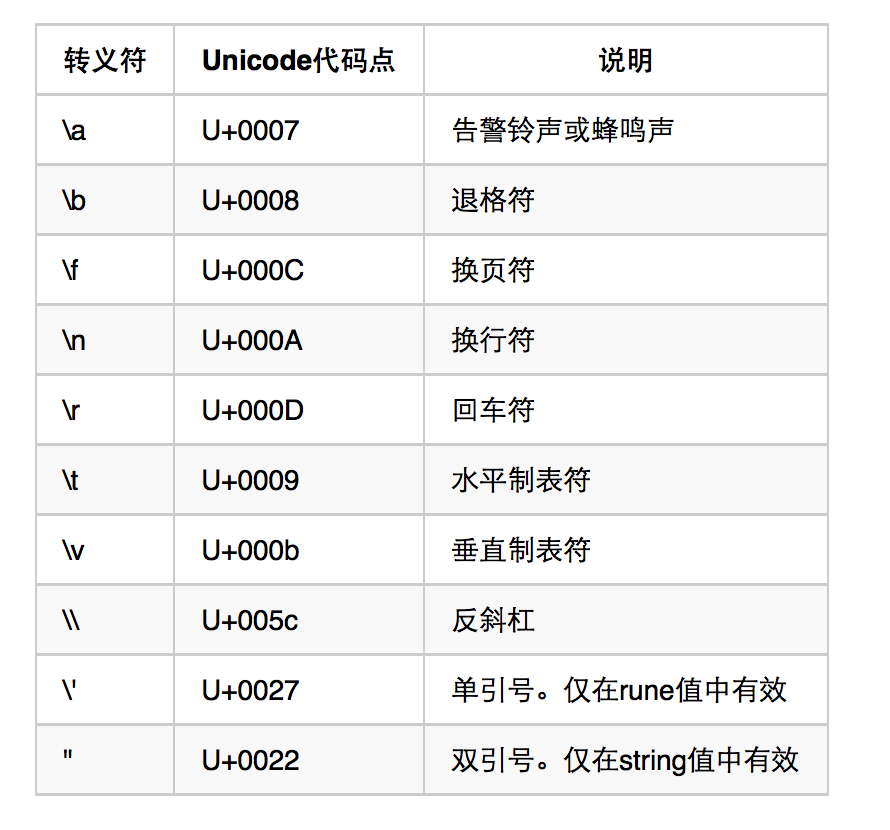 转义符 Unicode代码点 说明
\a U+0007 告警铃声或蜂鸣声
\b U+0008 退格符
\f U+000C 换页符
\n U+000A 换行符
\r U+000D 回车符
\t U+0009 水平制表符
\v U+000b 垂直制表符
\\ U+005c 反斜杠
\' U+0027 单引号。仅在rune值中有效
" U+0022 双引号。仅在string值中有效